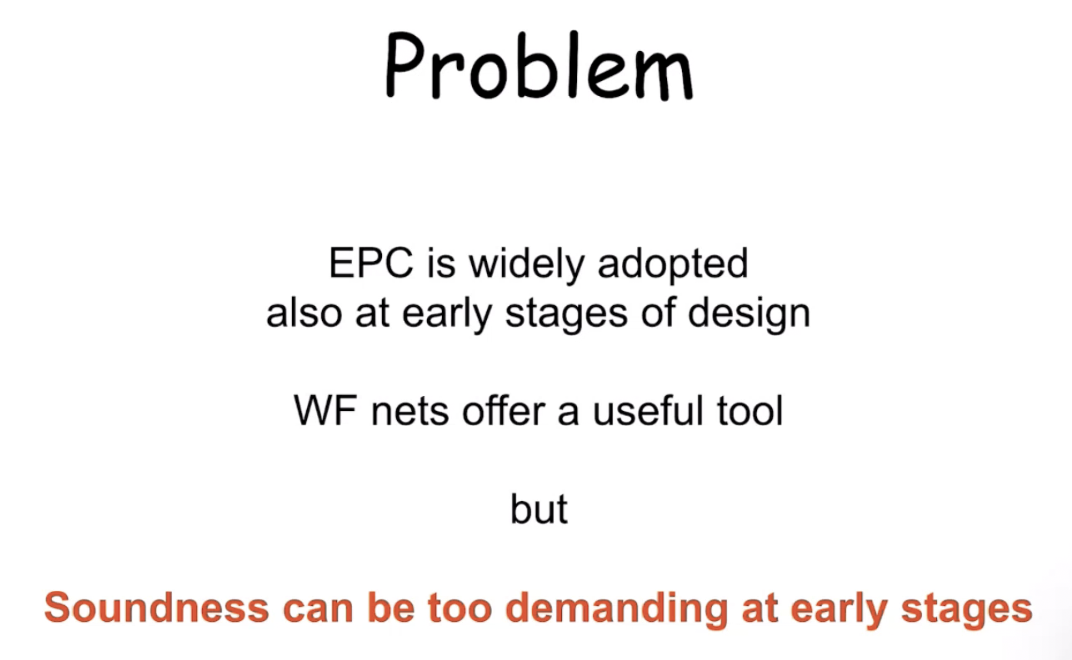 Problem
EPC is widely adopted
also at early stages of design
WF nets offer a useful tool
but
Soundness can be too demanding at early stages